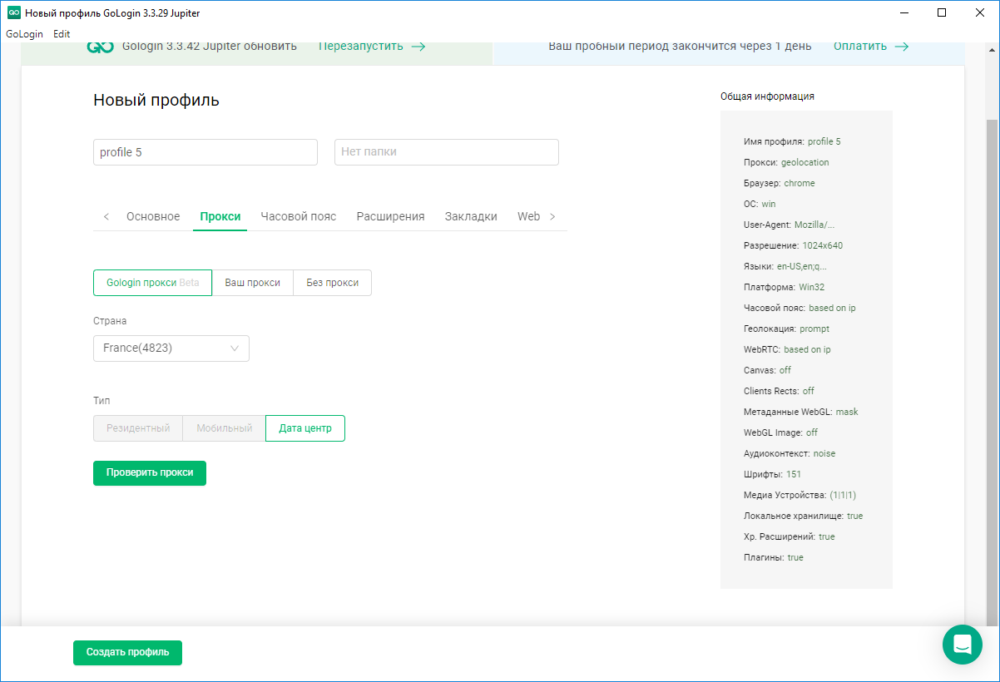 GO Новый профиль GoLogin 3.3.29 Jupiter
GoLogin Edit
GO Gologin 3.3.42 Jupiter обновить Перезапустить → Ваш пробный период закончится через 1 день Оплатить →
Новый профиль
profile 5 Нет папки
< Основное Прокси Часовой пояс Расширения Закладки Web >
Gologin прокси Beta Ваш прокси Без прокси
Страна
France(4823)
Тип
Резидентный Мобильный Дата центр
Проверить прокси
Общая информация
Имя профиля: profile 5
Прокси: geolocation
Браузер: chrome
ОС: win
User-Agent: Mozilla/...
Разрешение: 1024x640
Языки: en-US,en;q...
Платформа: Win32
Часовой пояс: based on ip
Геолокация: prompt
WebRTC: based on ip
Canvas: off
Clients Rects: off
Метаданные WebGL: mask
WebGL Image: off
Аудиоконтекст: noise
Шрифты: 151
Медиа Устройства: (1|1|1)
Локальное хранилище: true
Хр. Расширений: true
Плагины: true
Создать профиль